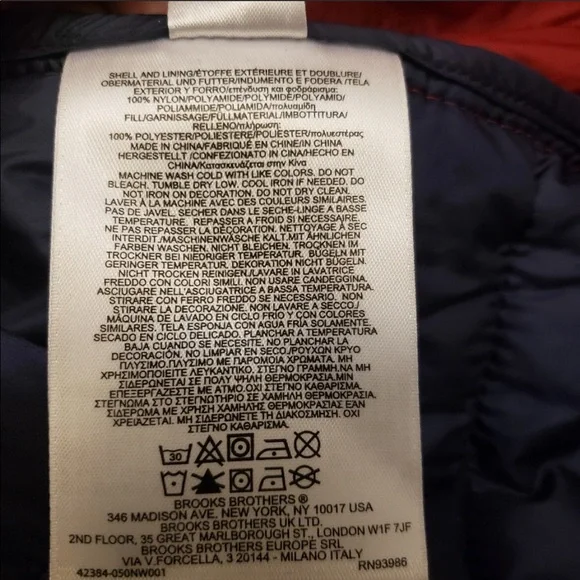 SHELL AND LINING/ÉTOFFE EXTÉRIEURE ET DOUBLURE/
OBERMATERIAL UND FUTTER/INDUMENTO E FODERA /TELA
EXTERIOR Y FORRO/επένδυση και φοδράρισμα:
100% NYLON/POLYAMIDE/POLYMIDE/POLYAMID/
POLIAMMIDE/POLIAMIDA/πολυαμίδη
FILL/GARNISSAGE/FÜLLMATERIAL/IMBOTTITURA/
RELLENO/πλήρωση:
100% POLYESTER/POLIESTERE/POLIESTER/πολυεστέρας
MADE IN CHINA/FABRIQUÉ EN CHINE/IN CHINA
HERGESTELLT /CONFEZIONATO IN CINA/HECHO EN
CHINA/Κατασκευάζεται στην Κίνα
MACHINE WASH COLD WITH LIKE COLORS. DO NOT
BLEACH. TUMBLE DRY LOW. COOL IRON IF NEEDED. DO
NOT IRON ON DECORATION. DO NOT DRY CLEAN.
LAVER À LA MACHINE AVEC DES COULEURS SIMILAIRES.
PAS DE JAVEL. SECHER DANS LE SECHE-LINGE A BASSE
TEMPERATURE. REPASSER A FROID SI NECESSAIRE.
NE PAS REPASSER LA DÉCORATION. NETTOYAGE À SEC
INTERDIT./MASCHINENWÄSCHE KALT.MIT ÄHNLICHEN
FARBEN WASCHEN. NICHT BLEICHEN. TROCKNEN IM
TROCKNER BEI NIEDRIGER TEMPERATUR. BÜGELN MIT
GERINGER TEMPERATUR. DEKORATION NICHT BÜGELN.
NICHT TROCKEN REINIGEN/LAVARE IN LAVATRICE
FREDDO CON COLORI SIMILI. NON USARE CANDEGGINA.
ASCIUGARE NELL'ASCIUGATRICE A BASSA TEMPERATURA.
STIRARE CON FERRO FREDDO SE NECESSARIO. NON
STIRARE LA DECORAZIONE. NON LAVARE A SECCO /
MÁQUINA DE LAVADO EN CICLO FRÍO Y CON COLORES
SIMILARES. TELA ESPONJA CON AGUA FRÍA SOLAMENTE.
SECADO EN CICLO DELICADO. PLANCHAR A TEMPERATURA
BAJA CUANDO SE NECESITE, NO PLANCHAR LA
DECORACIÓN. NO LIMPIAR EN SECO./ΡΟΥΧΩΝ ΚΡΥΟ
ΠΛΥΣΙΜΟ.ΠΛΥΣΙΜΟ ΜΕ ΠΑΡΟΜΟΙΑ ΧΡΩΜΑΤΑ. ΜΗ
ΧΡΗΣΙΜΟΠΟΙΕΙΤΕ ΛΕΥΚΑΝΤΙΚΟ. ΣΤΕΓΝΟ ΓΡΑΜΜΗ.ΝΑ ΜΗ
ΣΙΔΕΡΩΝΕΤΑΙ ΣΕ ΠΟΛΥ ΨΗΛΗ ΘΕΡΜΟΚΡΑΣΙΑ.ΜΙΝ
ΕΠΕΞΕΡΓΑΖΕΣΤΕ ΜΕ ΑΤΜΟ.ΟΧΙ ΣΤΕΓΝΟ ΚΑΘΑΡΙΣΜΑ.
ΣΤΕΓΝΩΜΑ ΣΤΟ ΣΤΕΓΝΩΤΗΡΙΟ ΣΕ ΧΑΜΗΛΗ ΘΕΡΜΟΚΡΑΣΙΑ.
ΣΙΔΕΡΩΜΑ ΜΕ ΧΡΗΣΗ ΧΑΜΗΛΗΣ ΘΕΡΜΟΚΡΑΣΙΑΣ ΕΑΝ
ΧΡΕΙΑΖΕΤΑΙ. ΜΗ ΣΙΔΕΡΩΝΕΤΕ ΤΗ ΔΙΑΚΟΣΜΗΣΗ. ΟΧΙ
ΣΤΕΓΝΟ ΚΑΘΑΡΙΣΜΑ.
30
BROOKS BROTHERS ®
346 MADISON AVE. NEW YORK, NY 10017 USA
BROOKS BROTHERS UK LTD.
2ND FLOOR, 35 GREAT MARLBOROUGH ST., LONDON W1F 7JF
BROOKS BROTHERS EUROPE SRL
VIA V.FORCELLA, 3 20144 - MILANO ITALY
42384-050NW001 RN93986